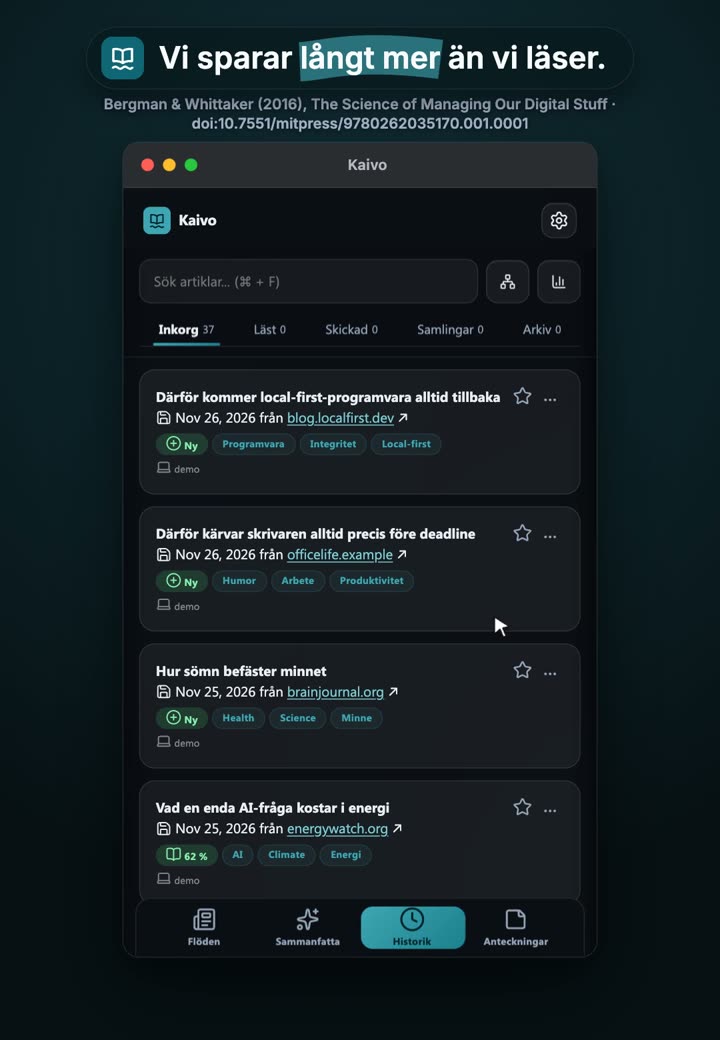 Vi sparar långt mer än vi läser.
Bergman & Whittaker (2016), The Science of Managing Our Digital Stuff ·
doi:10.7551/mitpress/9780262035170.001.0001
Kaivo
Kaivo
Sök artiklar... (⌘ + F)
Inkorg 37 Läst 0 Skickad 0 Samlingar 0 Arkiv 0
Därför kommer local-first-programvara alltid tillbaka
Nov 26, 2026 från blog.localfirst.dev ↗
Ny Programvara Integritet Local-first
demo
Därför kärvar skrivaren alltid precis före deadline
Nov 26, 2026 från officelife.example ↗
Ny Humor Arbete Produktivitet
demo
Hur sömn befäster minnet
Nov 25, 2026 från brainjournal.org ↗
Ny Health Science Minne
demo
Vad en enda AI-fråga kostar i energi
Nov 25, 2026 från energywatch.org ↗
62 % AI Climate Energi
demo
Flöden Sammanfatta Historik Anteckningar